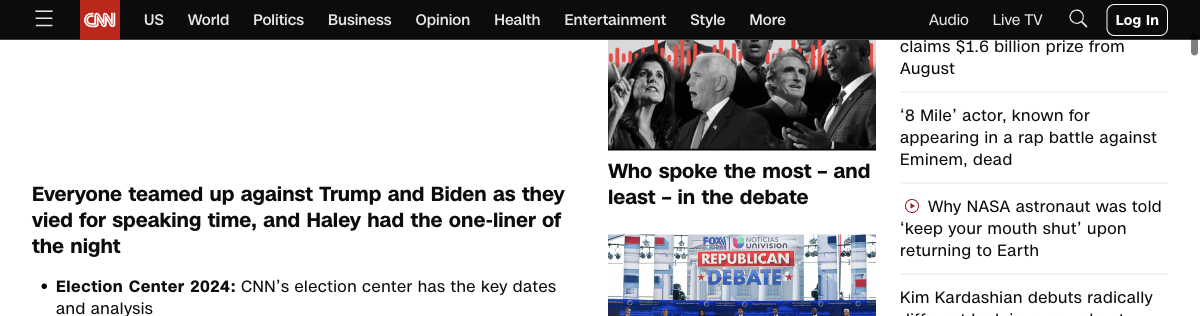 CNN
US
World
Politics
Business
Opinion
Health
Entertainment
Style
More
Audio
Live TV
Log In
Everyone teamed up against Trump and Biden as they
vied for speaking time, and Haley had the one-liner of
the night
• Election Center 2024: CNN’s election center has the key dates
and analysis
Who spoke the most – and
least – in the debate
FOX
NOTICIAS
UNIVISION
REPUBLICAN
DEBATE
claims $1.6 billion prize from
August
‘8 Mile’ actor, known for
appearing in a rap battle against
Eminem, dead
Why NASA astronaut was told
‘keep your mouth shut’ upon
returning to Earth
Kim Kardashian debuts radically